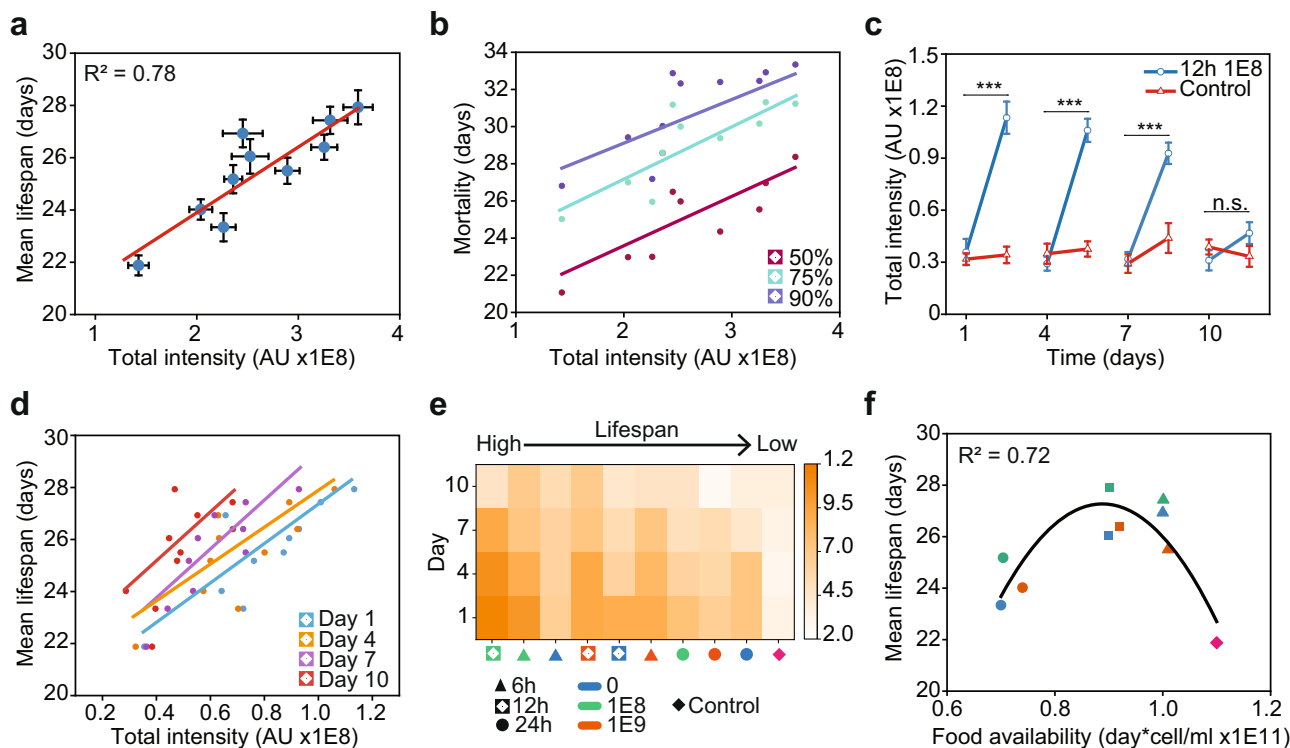 a
R² = 0.78
Mean lifespan (days)
30
28
26
24
22
20
1 2 3 4
Total intensity (AU x1E8)
b
Mortality (days)
34
32
30
28
26
24
22
20
50%
75%
90%
1 2 3 4
Total intensity (AU x1E8)
c
Total intensity (AU x1E8)
1.5
1.2
0.9
0.6
0.3
0
12h 1E8
Control
***
***
***
n.s.
1 4 7 10
Time (days)
d
Mean lifespan (days)
30
28
26
24
22
20
Day 1
Day 4
Day 7
Day 10
0.2 0.4 0.6 0.8 1.0 1.2
Total intensity (AU x1E8)
e
Lifespan
High Low
Day
10
7
4
1
1.2
9.5
7.0
4.5
2.0
6h 0
12h 1E8 Control
24h 1E9
f
R² = 0.72
Mean lifespan (days)
30
28
26
24
22
20
0.6 0.8 1.0 1.2
Food availability (day*cell/ml x1E11)